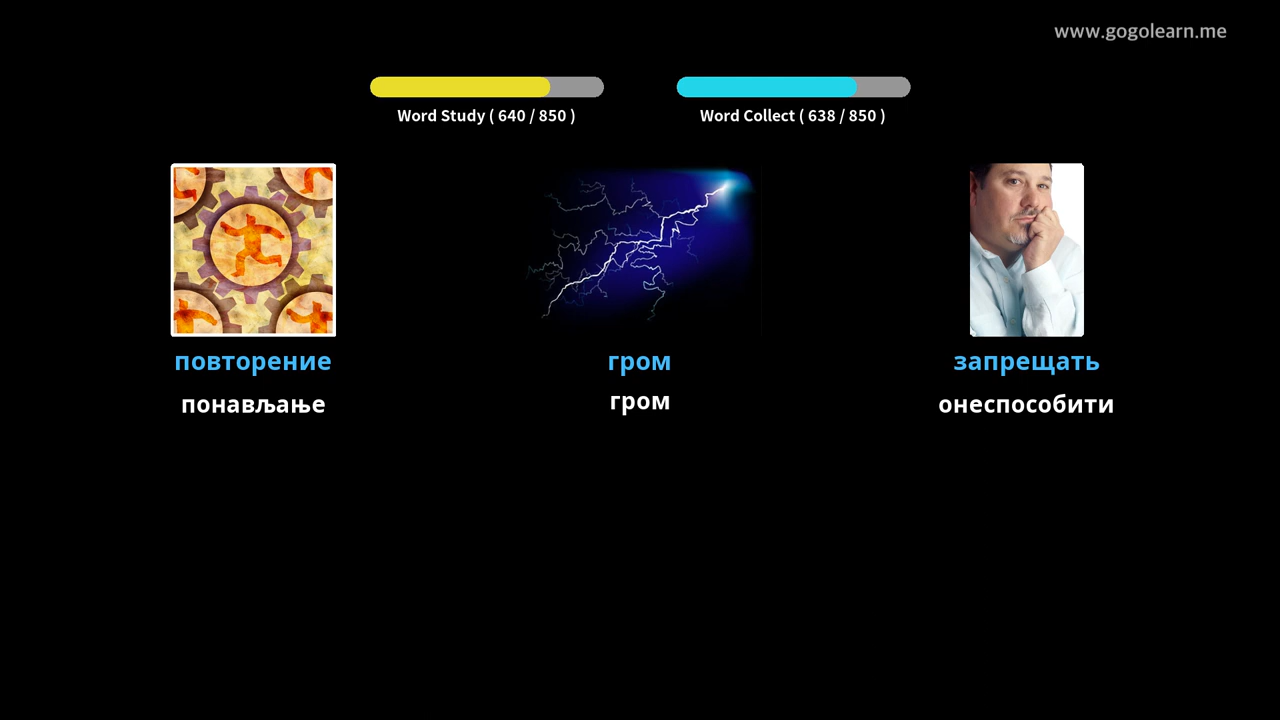 www.gogolearn.me
Word Study ( 640 / 850 )
Word Collect ( 638 / 850 )
повторение
гром
запрещать
понављање
гром
онеспособити